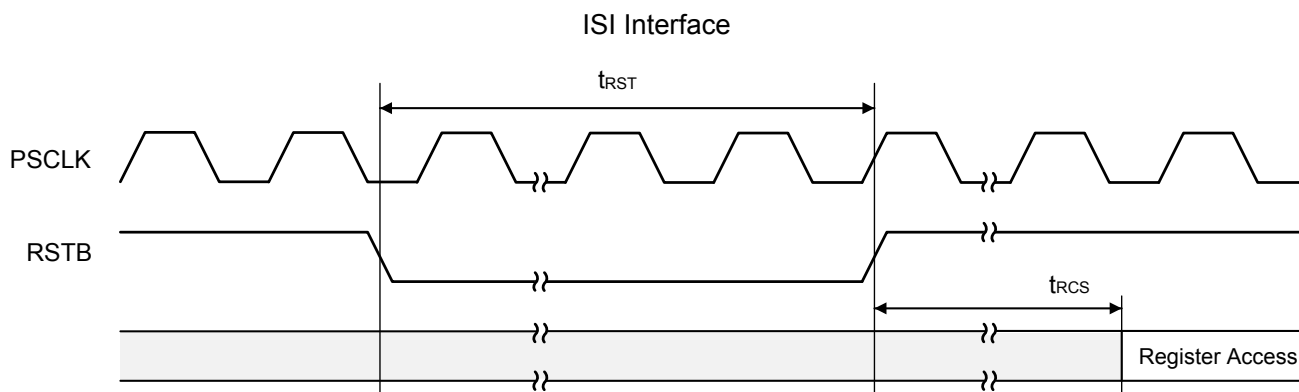 ISI Interface
tRST
PSCLK
RSTB
tRCS
Register Access